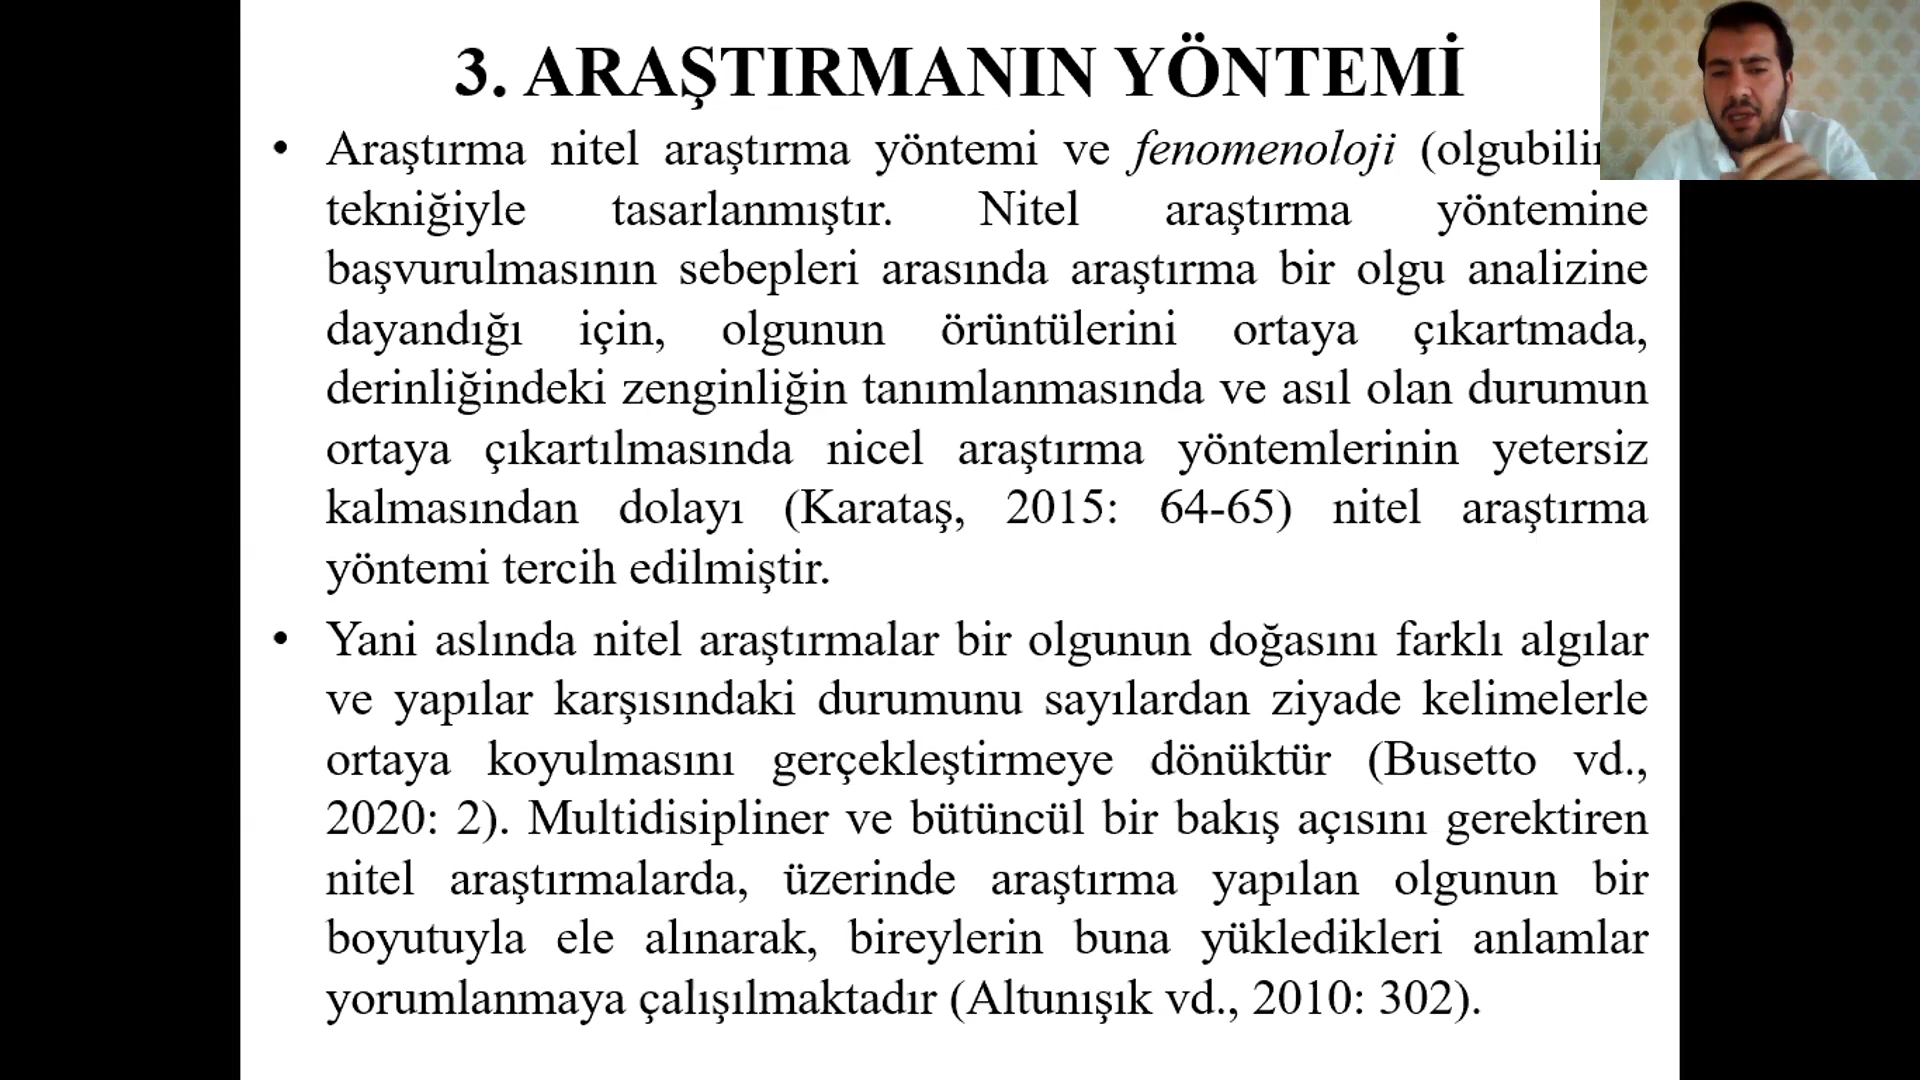 3. ARAŞTIRMANIN YÖNTEMİ
• Araştırma nitel araştırma yöntemi ve fenomenoloji
tekniğiyle tasarlanmıştır. Nitel araştırma yöntemine
başvurulmasının sebepleri arasında araştırma bir olgu analizine
dayandığı için, olgunun örüntülerini ortaya çıkartmada,
derinliğindeki zenginliğin tanımlanmasında ve asıl olan durumun
ortaya çıkartılmasında nicel araştırma yöntemlerinin yetersiz
kalmasından dolayı (Karataş, 2015: 64-65) nitel araştırma
yöntemi tercih edilmiştir.
• Yani aslında nitel araştırmalar bir olgunun doğasını farklı algılar
ve yapılar karşısındaki durumunu sayılardan ziyade kelimelerle
ortaya koyulmasını gerçekleştirmeye dönüktür (Busetto vd.,
2020: 2). Multidisipliner ve bütüncül bir bakış açısını gerektiren
nitel araştırmalarda, üzerinde araştırma yapılan olgunun bir
boyutuyla ele alınarak, bireylerin buna yükledikleri anlamlar
yorumlanmaya çalışılmaktadır (Altunışık vd., 2010: 302).